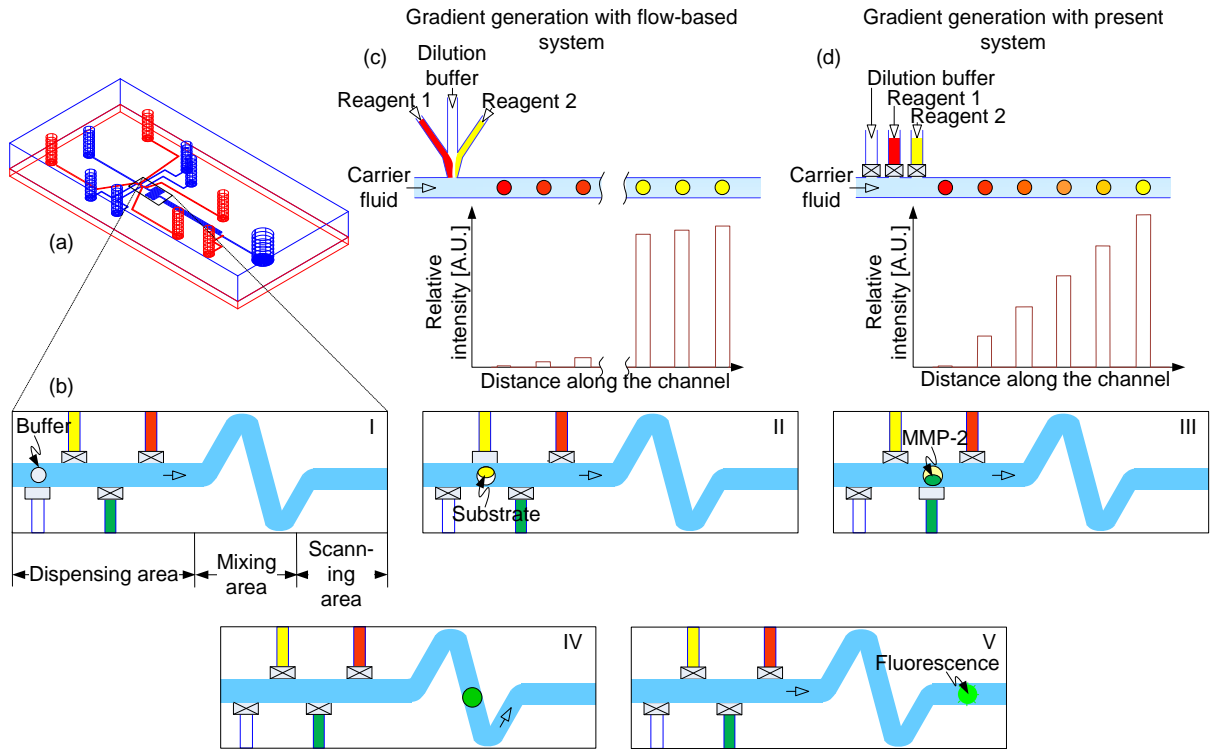 Gradient generation with flow-based
system
(c)
Dilution
buffer
Reagent 1
Reagent 2
Carrier
fluid
Relative
intensity [A.U.]
Distance along the channel
Gradient generation with present
system
(d)
Dilution buffer
Reagent 1
Reagent 2
Carrier
fluid
Relative
intensity [A.U.]
Distance along the channel
(a)
(b)
Buffer
I
Dispensing area
Mixing
area
Scann-
ing
area
II
Substrate
III
MMP-2
IV
V
Fluorescence